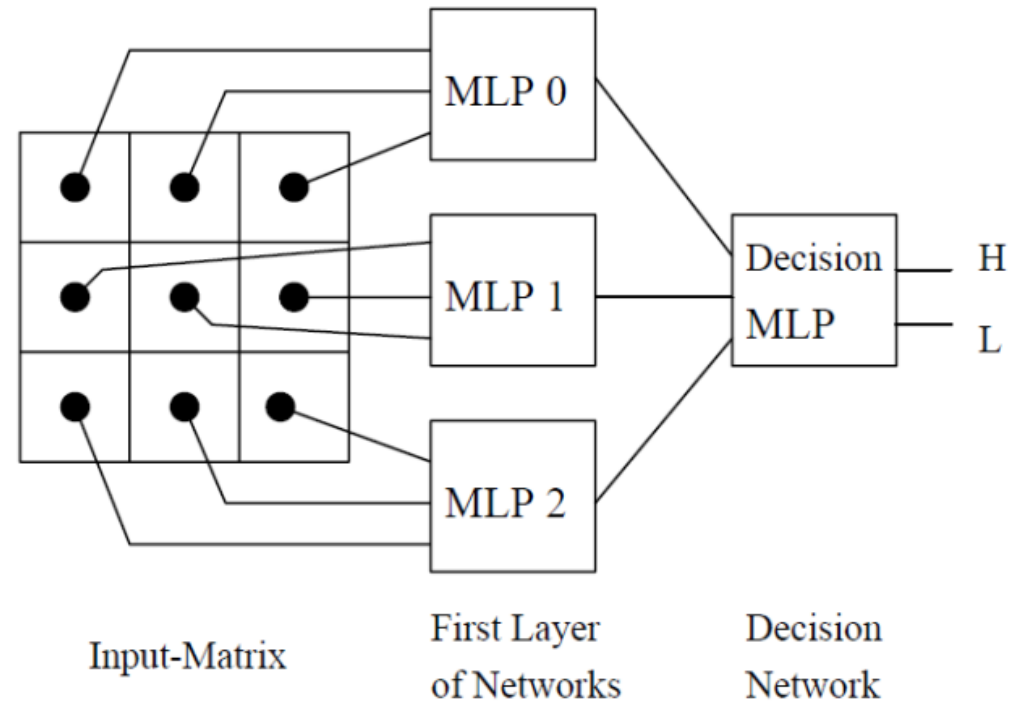 MLP 0
MLP 1
MLP 2
Decision
MLP
H
L
Input-Matrix
First Layer
of Networks
Decision
Network